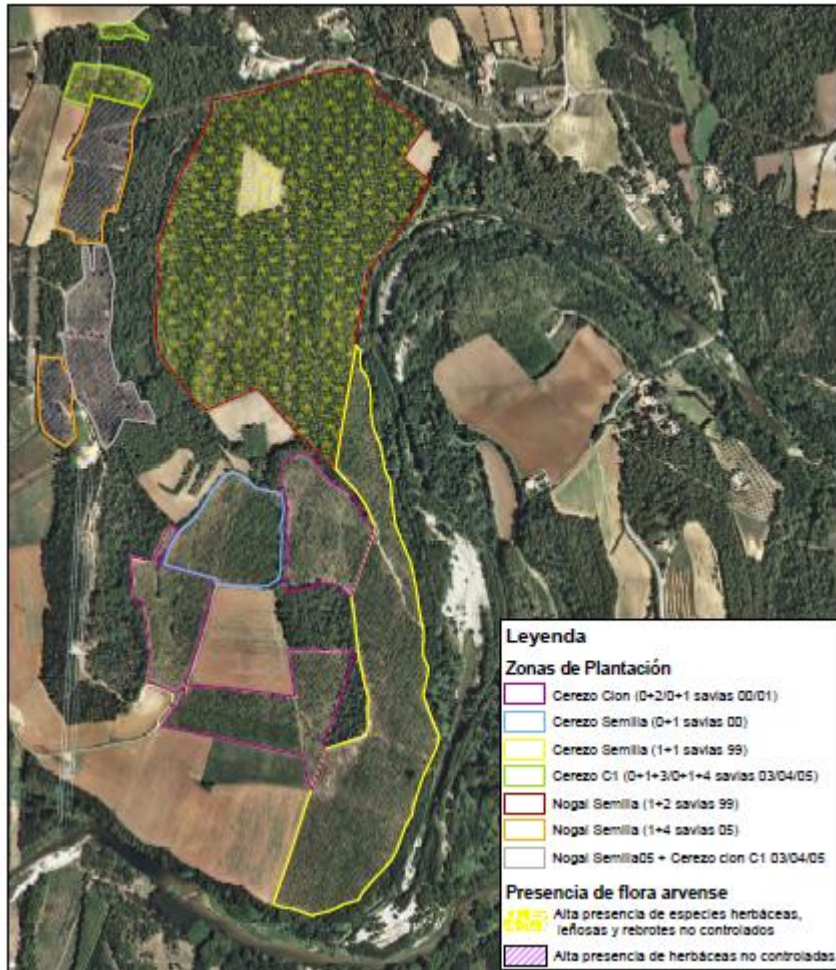 Leyenda
Zonas de Plantación
Cerezo Clon (0+2/0+1 savias 00/01)
Cerezo Semilla (0+1 savias 00)
Cerezo Semilla (1+1 savias 99)
Cerezo C1 (0+1+3/0+1+4 savias 03/04/05)
Nogal Semilla (1+2 savias 99)
Nogal Semilla (1+4 savias 05)
Nogal Semilla05 + Cerezo clon C1 03/04/05
Presencia de flora arvense
Alta presencia de especies herbáceas,
leñosas y rebrotes no controlados
Alta presencia de herbáceas no controladas